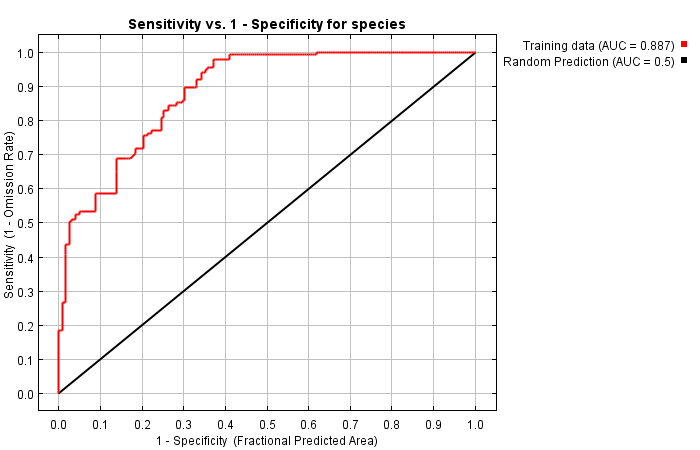 Sensitivity vs. 1 - Specificity for species
Training data (AUC = 0.887)
Random Prediction (AUC = 0.5)
Sensitivity (1 - Omission Rate)
1.0
0.9
0.8
0.7
0.6
0.5
0.4
0.3
0.2
0.1
0.0
0.0 0.1 0.2 0.3 0.4 0.5 0.6 0.7 0.8 0.9 1.0
1 - Specificity (Fractional Predicted Area)